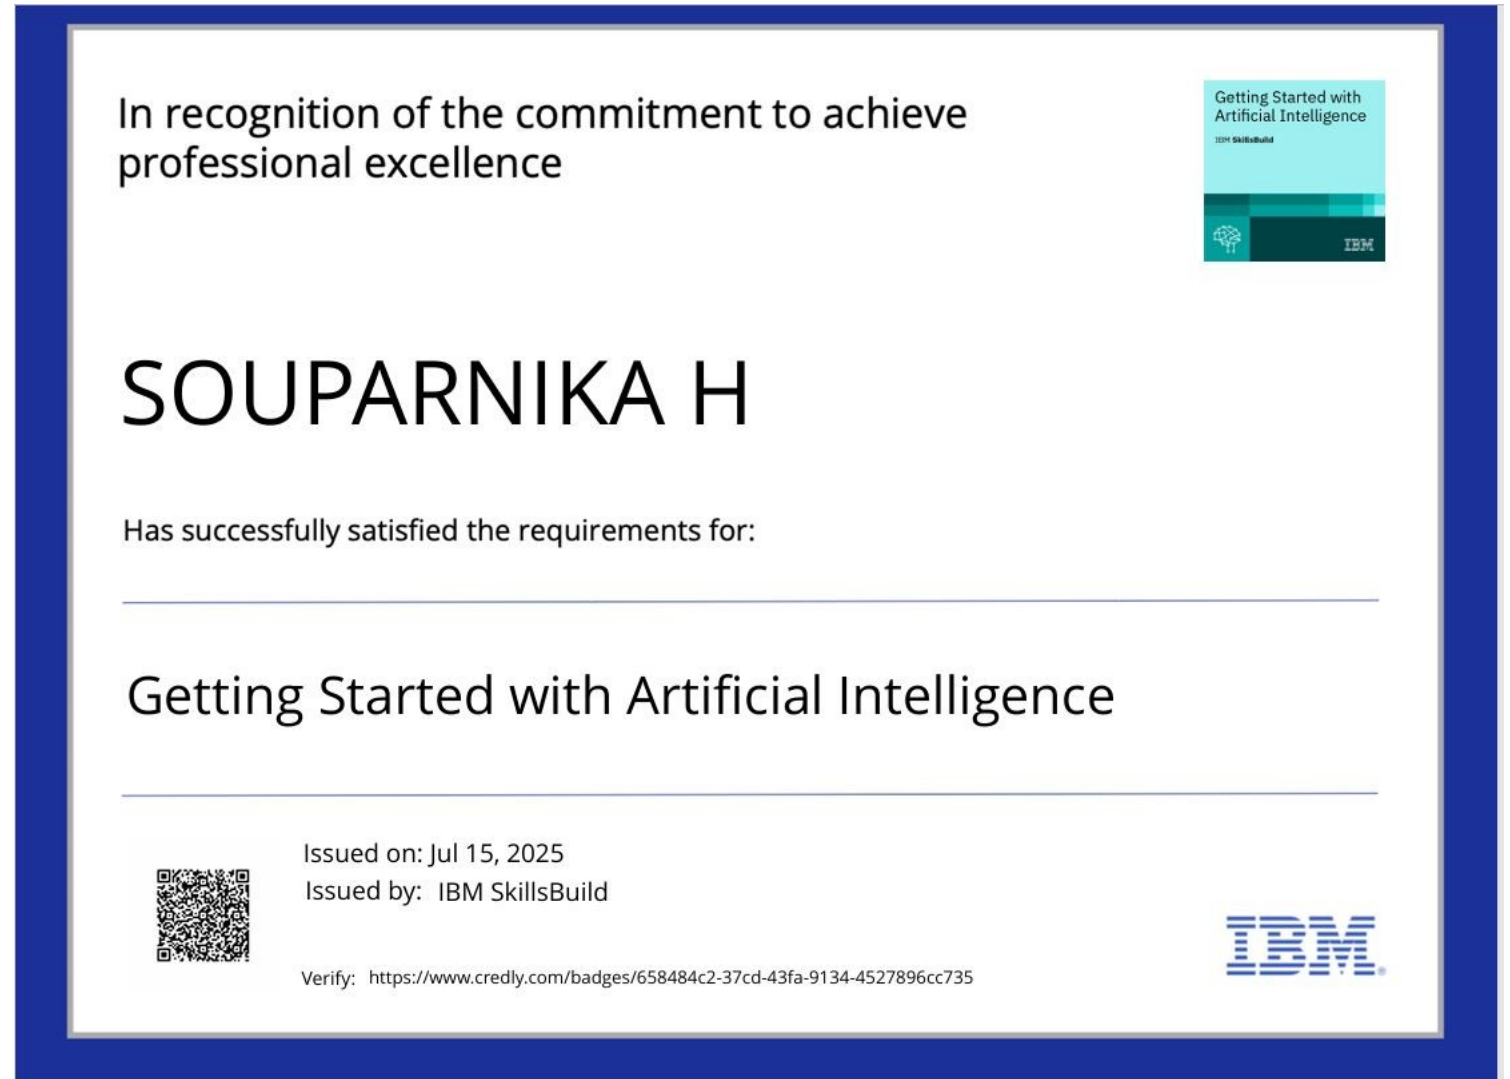 In recognition of the commitment to achieve
professional excellence
Getting Started with
Artificial Intelligence
IBM SkillsBuild
IBM
SOUPARNIKA H
Has successfully satisfied the requirements for:
Getting Started with Artificial Intelligence
Issued on: Jul 15, 2025
Issued by: IBM SkillsBuild
Verify: https://www.credly.com/badges/658484c2-37cd-43fa-9134-4527896cc735
IBM®